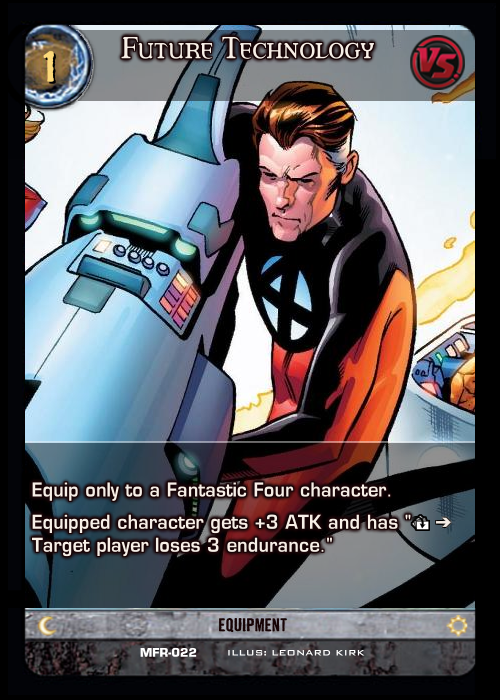 1
Future Technology
VS
4
Equip only to a Fantastic Four character.
Equipped character gets +3 ATK and has " ➔
Target player loses 3 endurance."
EQUIPMENT
MFR-022 ILLUS: LEONARD KIRK